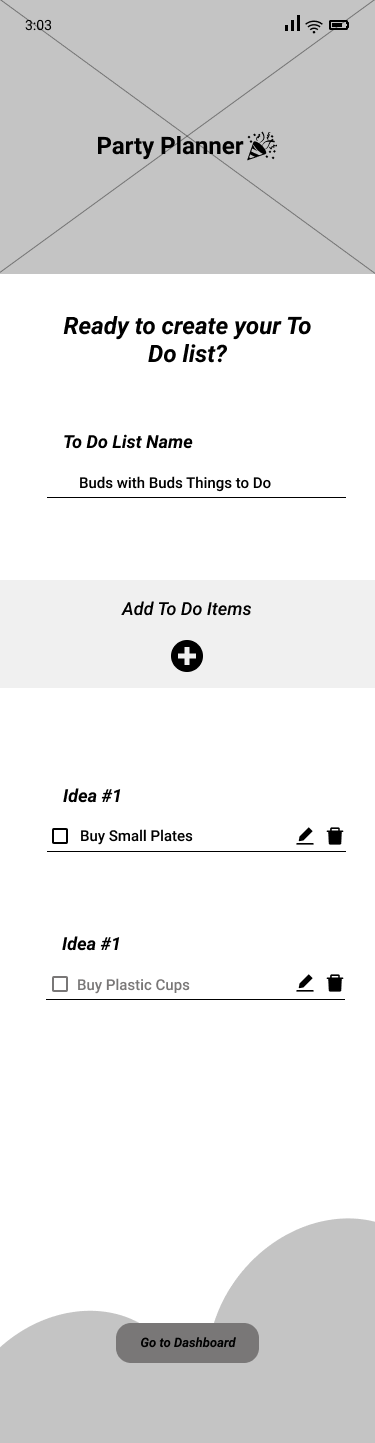 3:03
Party Planner
Ready to create your To
Do list?
To Do List Name
Buds with Buds Things to Do
Add To Do Items
Idea #1
Buy Small Plates
Idea #1
Buy Plastic Cups
Go to Dashboard